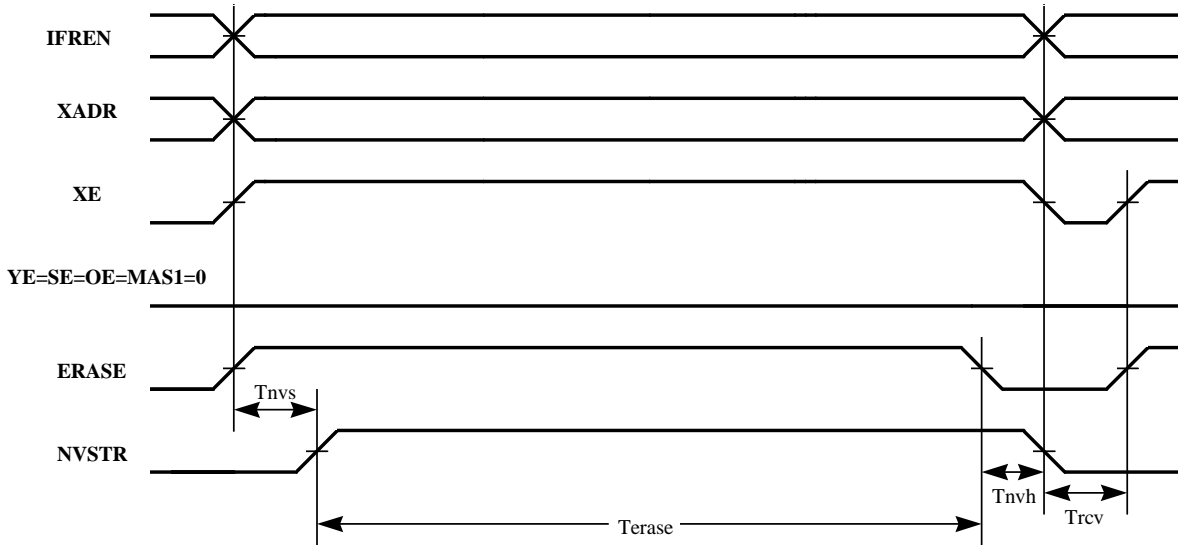 IFREN
XADR
XE
YE=SE=OE=MAS1=0
ERASE
Tnvs
NVSTR
Tnvh
Trcv
Terase